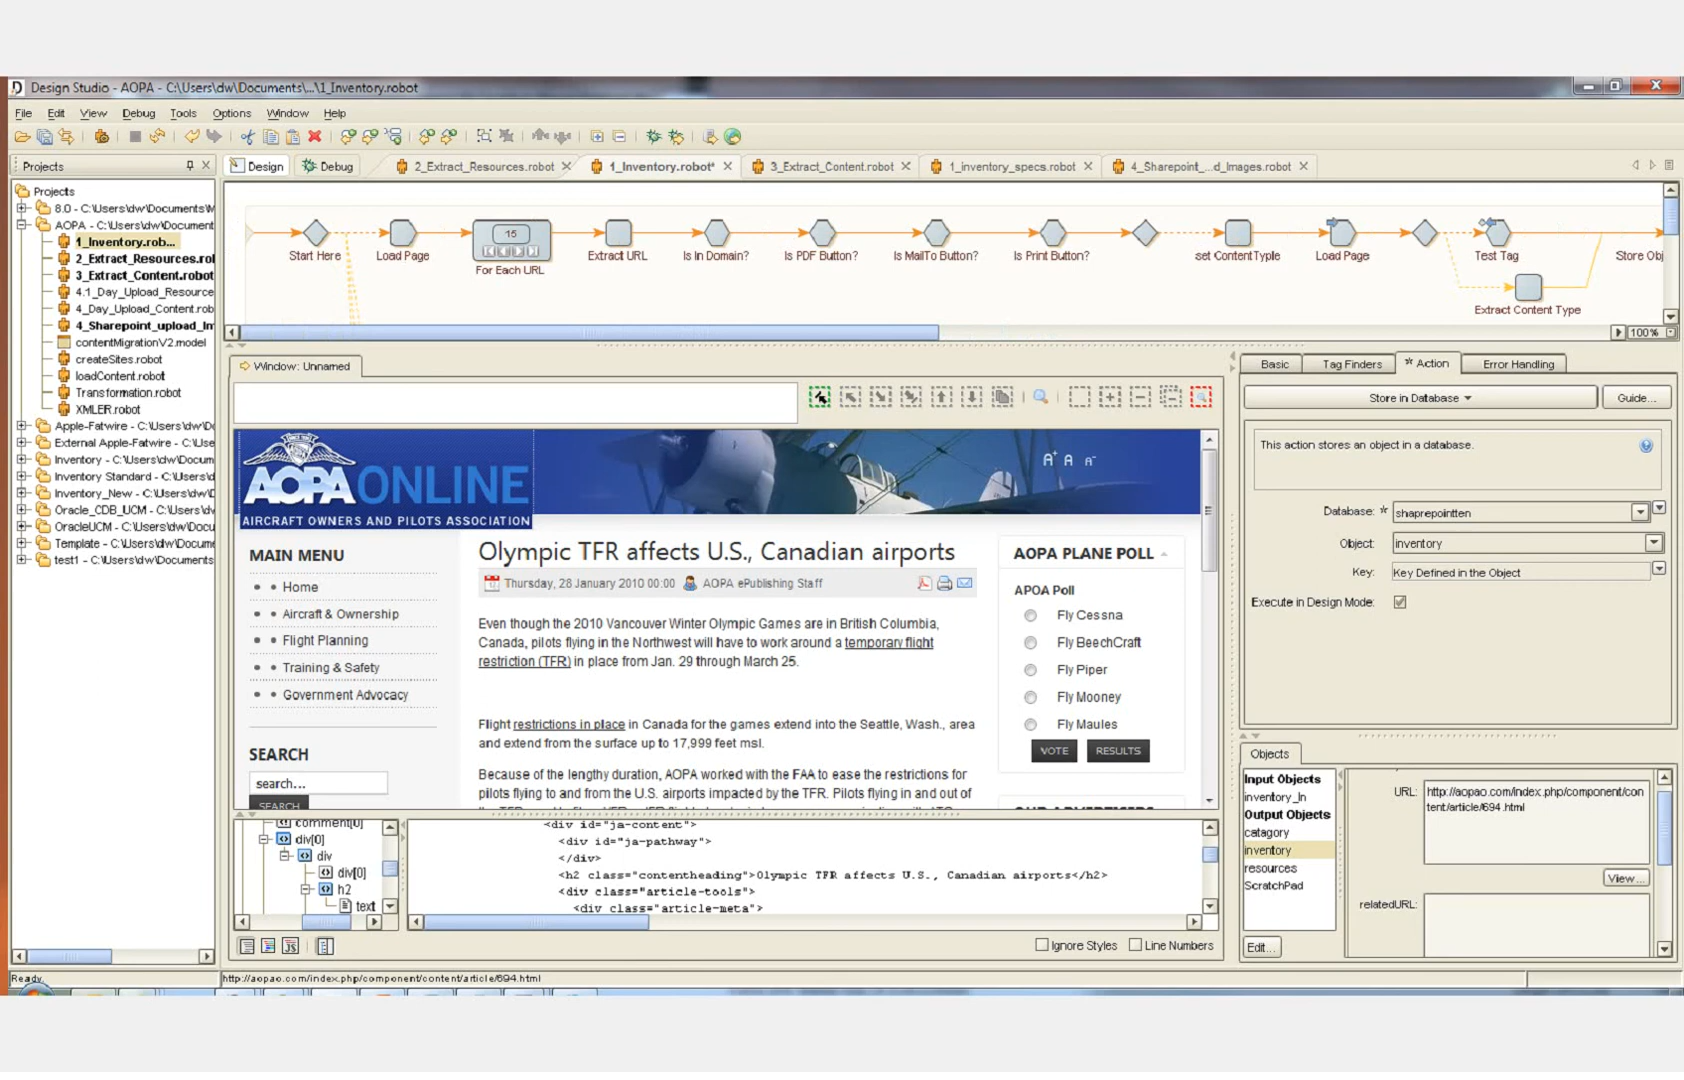 Design Studio - AOPA - C:\Users\dw\Documents\...\1_Inventory.robot
File Edit View Debug Tools Options Window Help
Projects
Design
Debug
2_Extract_Resources.robot
1_Inventory.robot*
3_Extract_Content.robot
1_inventory_specs.robot
4_Sharepoint_...d_Images.robot
Projects
8.0 - C:\Users\dw\Documents\M
AOPA - C:\Users\dw\Document
1_Inventory.rob...
2_Extract_Resources.rol
3_Extract_Content.robot
4.1_Day_Upload_Resource
4_Day_Upload_Content.rob
4_Sharepoint_upload_In
contentMigrationV2.model
createSites.robot
loadContent.robot
Transformation.robot
XMLER.robot
Apple-Fatwire - C:\Users\dw\Do
External Apple-Fatwire - C:\Use
Inventory - C:\Users\dw\Docum
Inventory Standard - C:\Users\d
Inventory_New - C:\Users\dw\D
Oracle_CDB_UCM - C:\Users\dv
OracleUCM - C:\Users\dw\Docu
Template - C:\Users\dw\Docume
test1 - C:\Users\dw\Documents
15
Start Here
Load Page
For Each URL
Extract URL
Is In Domain?
Is PDF Button?
Is MailTo Button?
Is Print Button?
set ContentTyple
Load Page
Test Tag
Store Obj
Extract Content Type
100%
Window: Unnamed
AOPA ONLINE
AIRCRAFT OWNERS AND PILOTS ASSOCIATION
A+ A A-
MAIN MENU
Home
Aircraft & Ownership
Flight Planning
Training & Safety
Government Advocacy
SEARCH
search...
SEARCH
Olympic TFR affects U.S., Canadian airports
Thursday, 28 January 2010 00:00 AOPA ePublishing Staff
Even though the 2010 Vancouver Winter Olympic Games are in British Columbia,
Canada, pilots flying in the Northwest will have to work around a temporary flight
restriction (TFR) in place from Jan. 29 through March 25.
Flight restrictions in place in Canada for the games extend into the Seattle, Wash., area
and extend from the surface up to 17,999 feet msl.
Because of the lengthy duration, AOPA worked with the FAA to ease the restrictions for
pilots flying to and from the U.S. airports impacted by the TFR. Pilots flying in and out of
AOPA PLANE POLL
APOA Poll
Fly Cessna
Fly BeechCraft
Fly Piper
Fly Mooney
Fly Maules
VOTE RESULTS
OUR ADVERTISERS
comment[0]
div[0]
div
div[0]
h2
text
<div id="ja-content">
<div id="ja-pathway">
</div>
<h2 class="contentheading">Olympic TFR affects U.S., Canadian airports</h2>
<div class="article-tools">
<div class="article-meta">
Ignore Styles
Line Numbers
Basic
Tag Finders
* Action
Error Handling
Store in Database
Guide...
This action stores an object in a database.
Database: * shaprepointten
Object: inventory
Key: Key Defined in the Object
Execute in Design Mode:
Objects
Input Objects
inventory_In
Output Objects
catagory
inventory
resources
ScratchPad
Edit...
URL: http://aopao.com/index.php/component/con
tent/article/694.html
View...
relatedURL:
Ready.
http://aopao.com/index.php/component/content/article/694.html